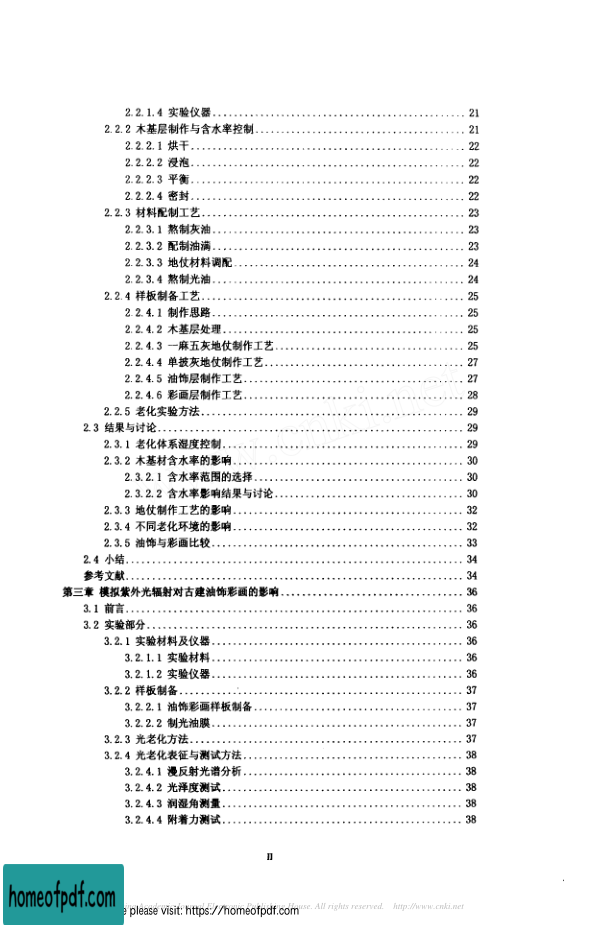 2.2.1.4 实验仪器 21
2.2.2 木基层制作与含水率控制 21
2.2.2.1 烘干 22
2.2.2.2 浸泡 22
2.2.2.3 平衡 22
2.2.2.4 密封 22
2.2.3 材料配制工艺 23
2.2.3.1 熬制灰油 23
2.2.3.2 配制油满 23
2.2.3.3 地仗材料调配 24
2.2.3.4 熬制光油 24
2.2.4 样板制备工艺 25
2.2.4.1 制作思路 25
2.2.4.2 木基层处理 25
2.2.4.3 一麻五灰地仗制作工艺 25
2.2.4.4 单披灰地仗制作工艺 27
2.2.4.5 油饰层制作工艺 27
2.2.4.6 彩画层制作工艺 28
2.2.5 老化实验方法 29
2.3 结果与讨论 29
2.3.1 老化体系湿度控制 29
2.3.2 木基材含水率的影响 30
2.3.2.1 含水率范围的选择 30
2.3.2.2 含水率影响结果与讨论 30
2.3.3 地仗制作工艺的影响 32
2.3.4 不同老化环境的影响 32
2.3.5 油饰与彩画比较 33
2.4 小结 34
参考文献 34
第三章 模拟紫外光辐射对古建油饰彩画的影响 36
3.1 前言 36
3.2 实验部分 36
3.2.1 实验材料及仪器 36
3.2.1.1 实验材料 36
3.2.1.2 实验仪器 36
3.2.2 样板制备 37
3.2.2.1 油饰彩画样板制备 37
3.2.2.2 制光油膜 37
3.2.3 光老化方法 37
3.2.4 光老化表征与测试方法 38
3.2.4.1 漫反射光谱分析 38
3.2.4.2 光泽度测试 38
3.2.4.3 润湿角测量 38
3.2.4.4 附着力测试 38
II
homeofpdf.com
Academic Journal Electronic Publishing House. All rights reserved. http://www.cnki.net
please visit: https://homeofpdf.com